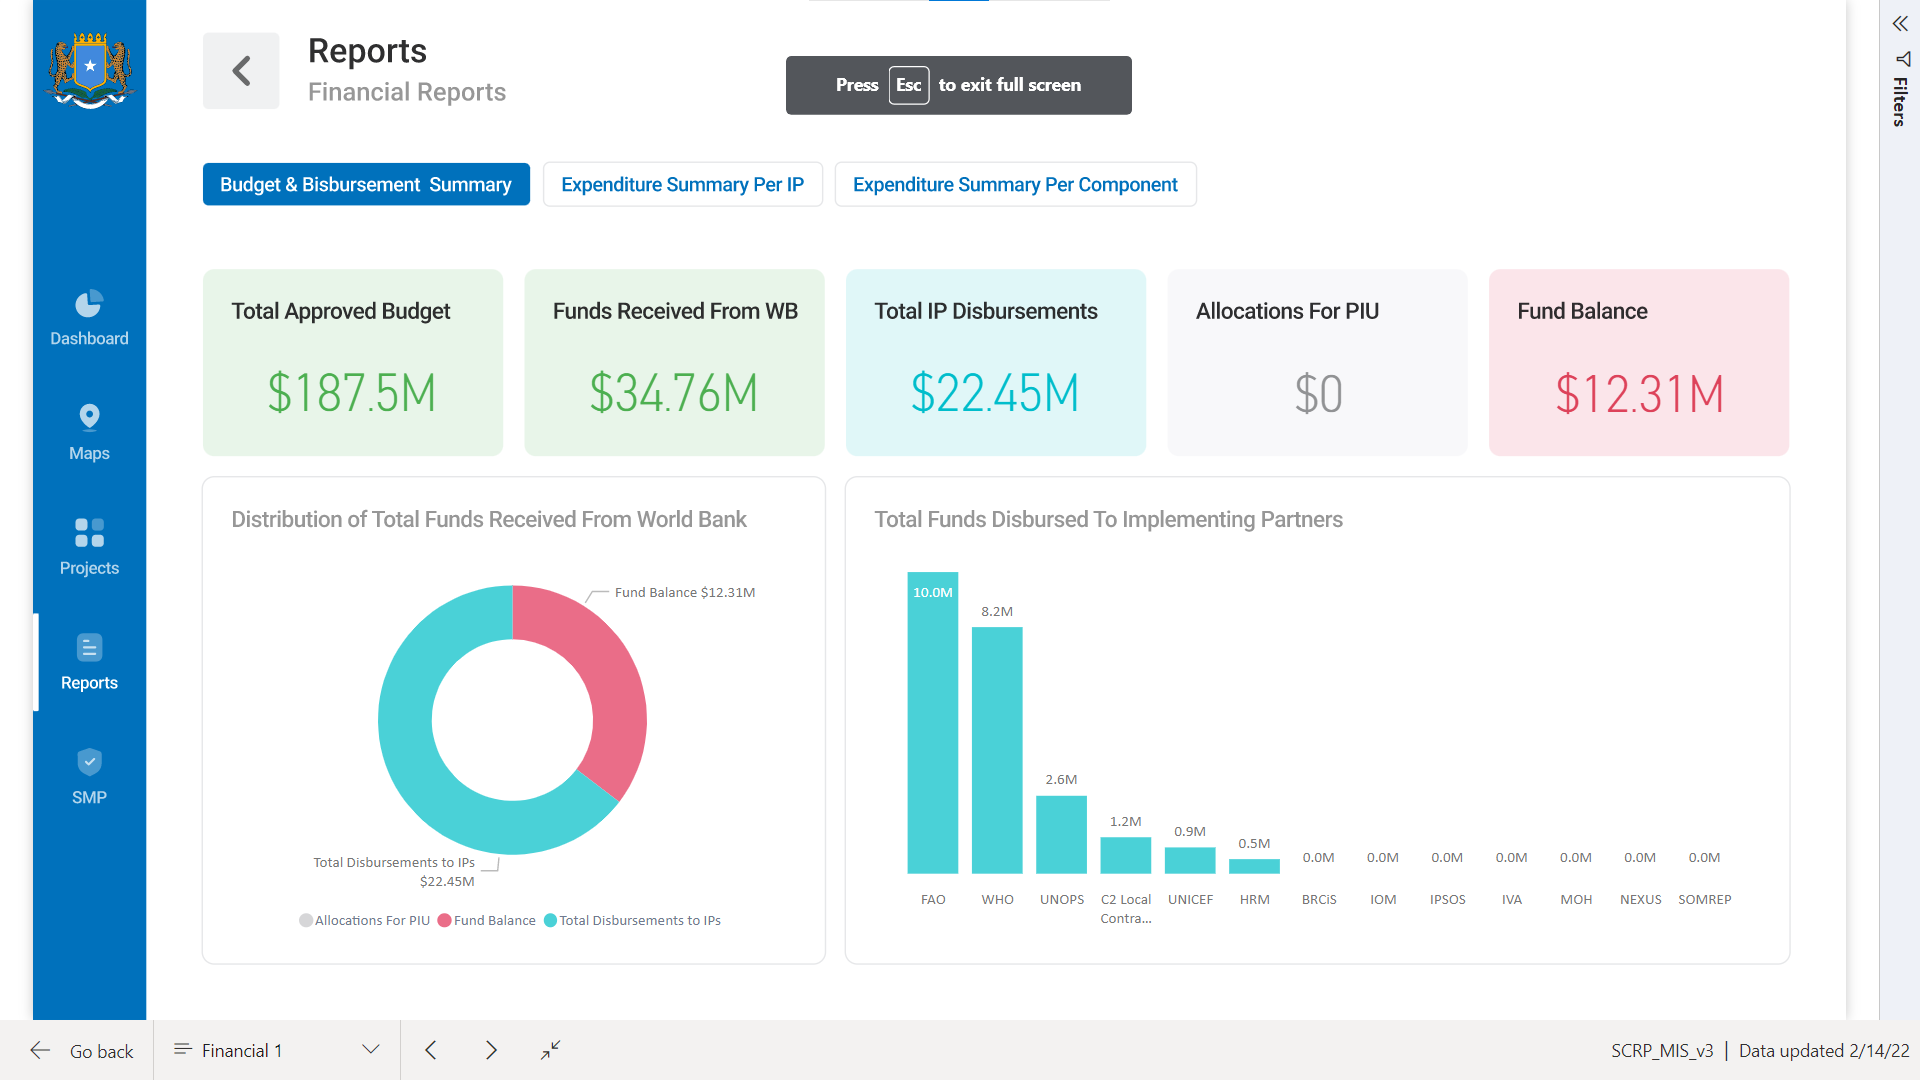 Reports
Financial Reports
Press Esc to exit full screen
Filters
Budget & Bisbursement Summary
Expenditure Summary Per IP
Expenditure Summary Per Component
Total Approved Budget
$187.5M
Funds Received From WB
$34.76M
Total IP Disbursements
$22.45M
Allocations For PIU
$0
Fund Balance
$12.31M
Dashboard
Maps
Projects
Reports
SMP
Distribution of Total Funds Received From World Bank
Fund Balance $12.31M
Total Disbursements to IPs
$22.45M
Allocations For PIU Fund Balance Total Disbursements to IPs
Total Funds Disbursed To Implementing Partners
10.0M
8.2M
2.6M
1.2M
0.9M
0.5M
0.0M 0.0M 0.0M 0.0M 0.0M 0.0M 0.0M
FAO WHO UNOPS C2 Local UNICEF HRM BRCiS IOM IPSOS IVA MOH NEXUS SOMREP
Contra...
Go back
Financial 1
SCRP_MIS_v3 | Data updated 2/14/22